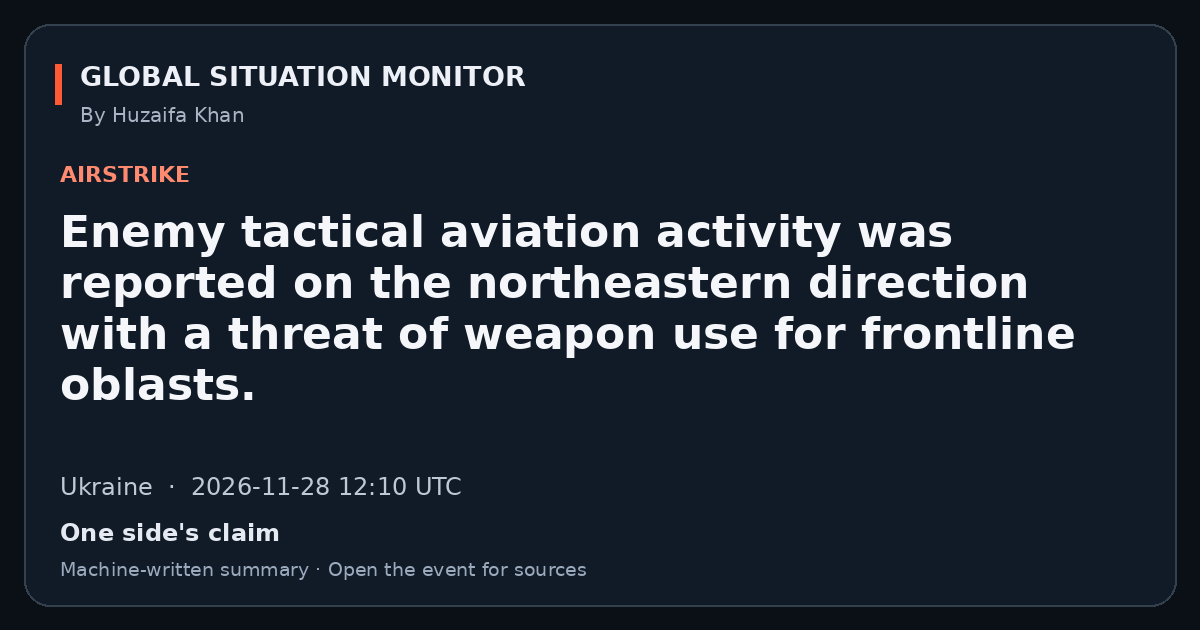 GLOBAL SITUATION MONITOR
By Huzaifa Khan
AIRSTRIKE
Enemy tactical aviation activity was
reported on the northeastern direction
with a threat of weapon use for frontline
oblasts.
Ukraine · 2026-11-28 12:10 UTC
One side's claim
Machine-written summary · Open the event for sources